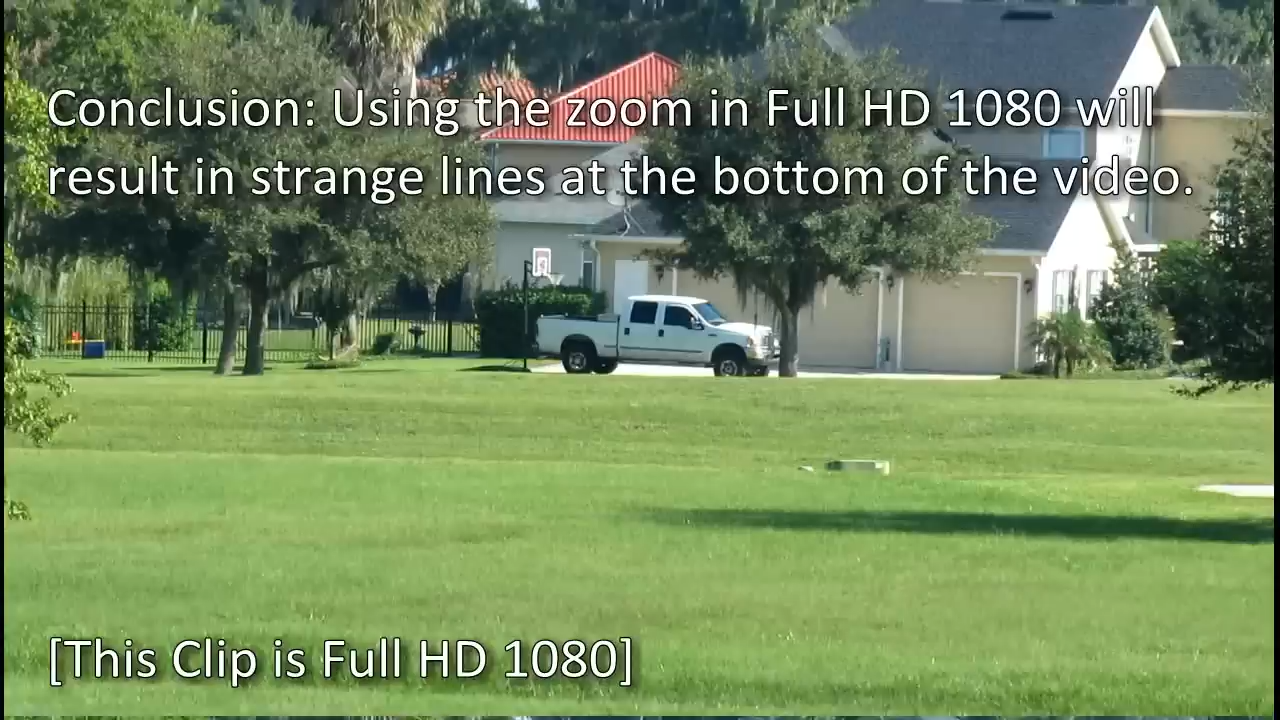 Conclusion: Using the zoom in Full HD 1080 will
result in strange lines at the bottom of the video.
[This Clip is Full HD 1080]